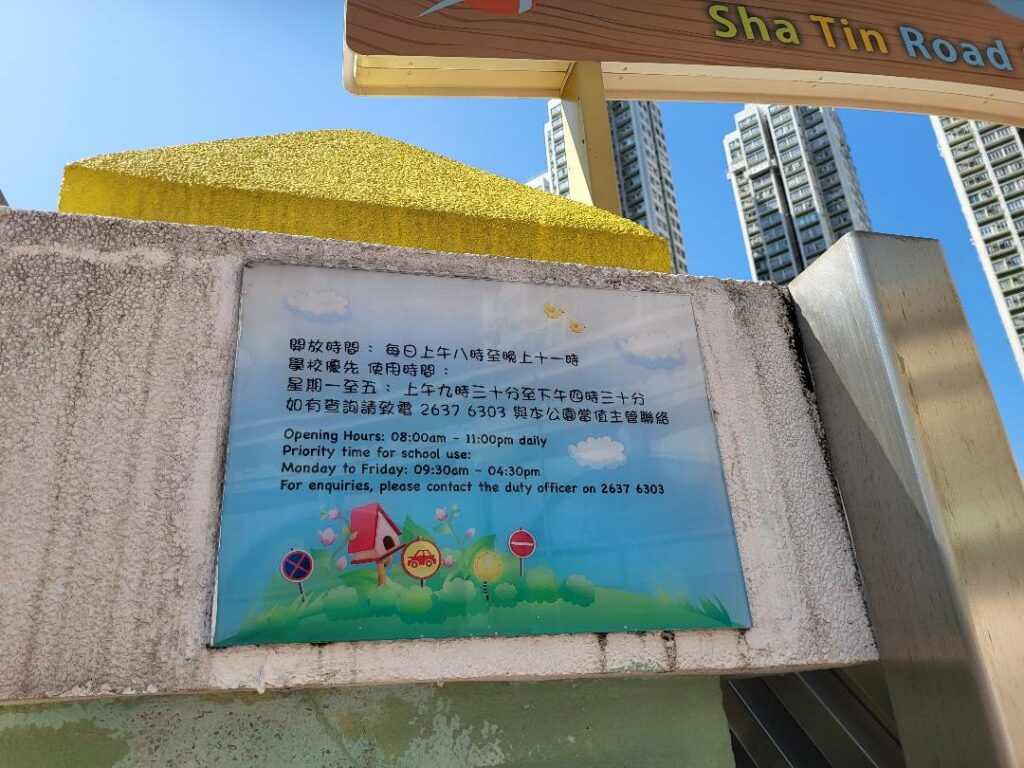 Sha Tin Road
開放時間： 每日上午八時至晚上十一時
學校優先 使用時間：
星期一至五： 上午九時三十分至下午四時三十分
如有查詢請致電 2637 6303 與本公園當值主管聯絡
Opening Hours: 08:00am - 11:00pm daily
Priority time for school use:
Monday to Friday: 09:30am ~ 04:30pm
For enquiries, please contact the duty officer on 2637 6303